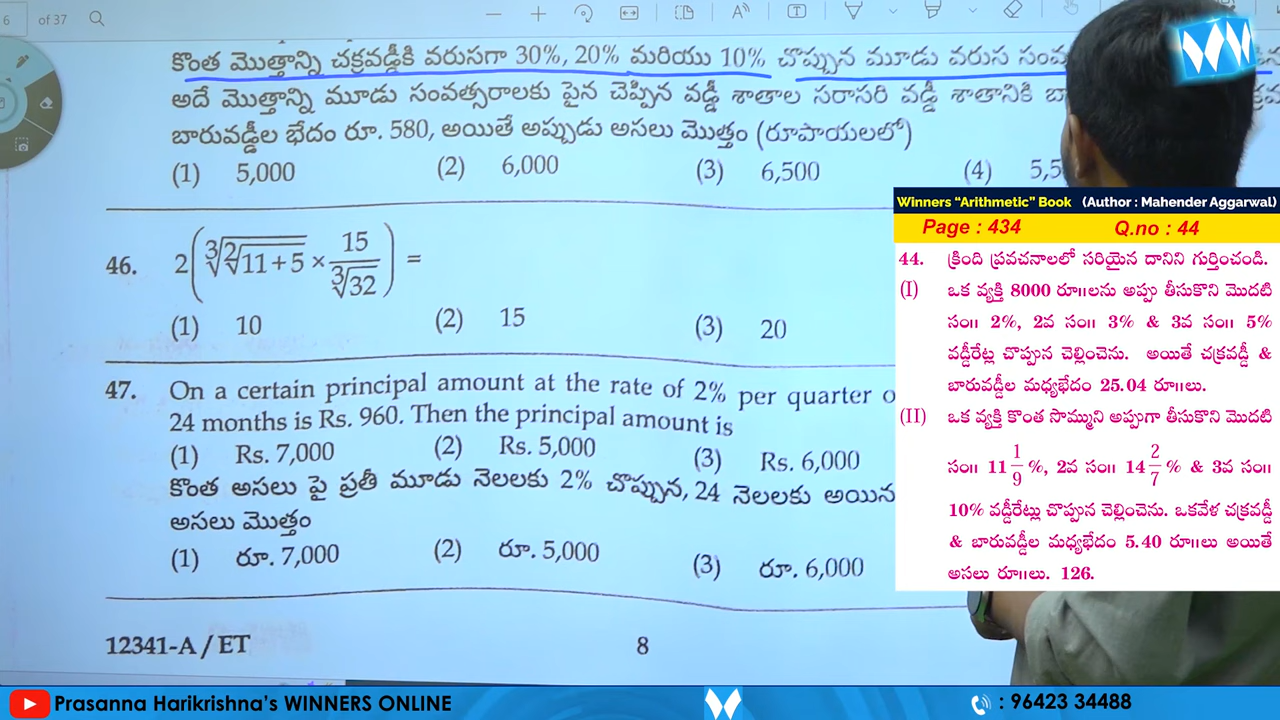 6 of 37
కొంత మొత్తాన్ని చక్రవడ్డీకి వరుసగా 30%, 20% మరియు 10% చొప్పున మూడు వరుస
అదే మొత్తాన్ని మూడు సంవత్సరాలకు పైన చెప్పిన వడ్డీ శాతాల సరాసరి వడ్డీ శాతానికి
బారువడ్డీల భేదం రూ. 580, అయితే అప్పుడు అసలు మొత్తం (రూపాయలలో)
(1) 5,000 (2) 6,000 (3) 6,500 (4)
46. 2(∛√(11+5) × 15/∛32) =
(1) 10 (2) 15 (3) 20
47. On a certain principal amount at the rate of 2% per quarter
24 months is Rs. 960. Then the principal amount is
(1) Rs. 7,000 (2) Rs. 5,000 (3) Rs. 6,000
కొంత అసలు పై ప్రతీ మూడు నెలలకు 2% చొప్పున, 24 నెలలకు అయిన
అసలు మొత్తం
(1) రూ. 7,000 (2) రూ. 5,000 (3) రూ. 6,000
12341-A / ET 8
Winners “Arithmetic” Book (Author : Mahender Aggarwal)
Page : 434 Q.no : 44
44. క్రింది ప్రవచనాలలో సరియైన దానిని గుర్తించండి.
(I) ఒక వ్యక్తి 8000 రూ॥లను అప్పు తీసుకొని మొదటి
సం॥ 2%, 2వ సం॥ 3% & 3వ సం॥ 5%
వడ్డీరేట్ల చొప్పున చెల్లించెను. అయితే చక్రవడ్డీ &
బారువడ్డీల మధ్యభేదం 25.04 రూ॥లు.
(II) ఒక వ్యక్తి కొంత సొమ్ముని అప్పుగా తీసుకొని మొదటి
సం॥ 11 1/9 %, 2వ సం॥ 14 2/7 % & 3వ సం॥
10% వడ్డీరేట్లు చొప్పున చెల్లించెను. ఒకవేళ చక్రవడ్డీ
& బారువడ్డీల మధ్యభేదం 5.40 రూ॥లు అయితే
అసలు రూ॥లు. 126.
Prasanna Harikrishna’s WINNERS ONLINE
: 96423 34488